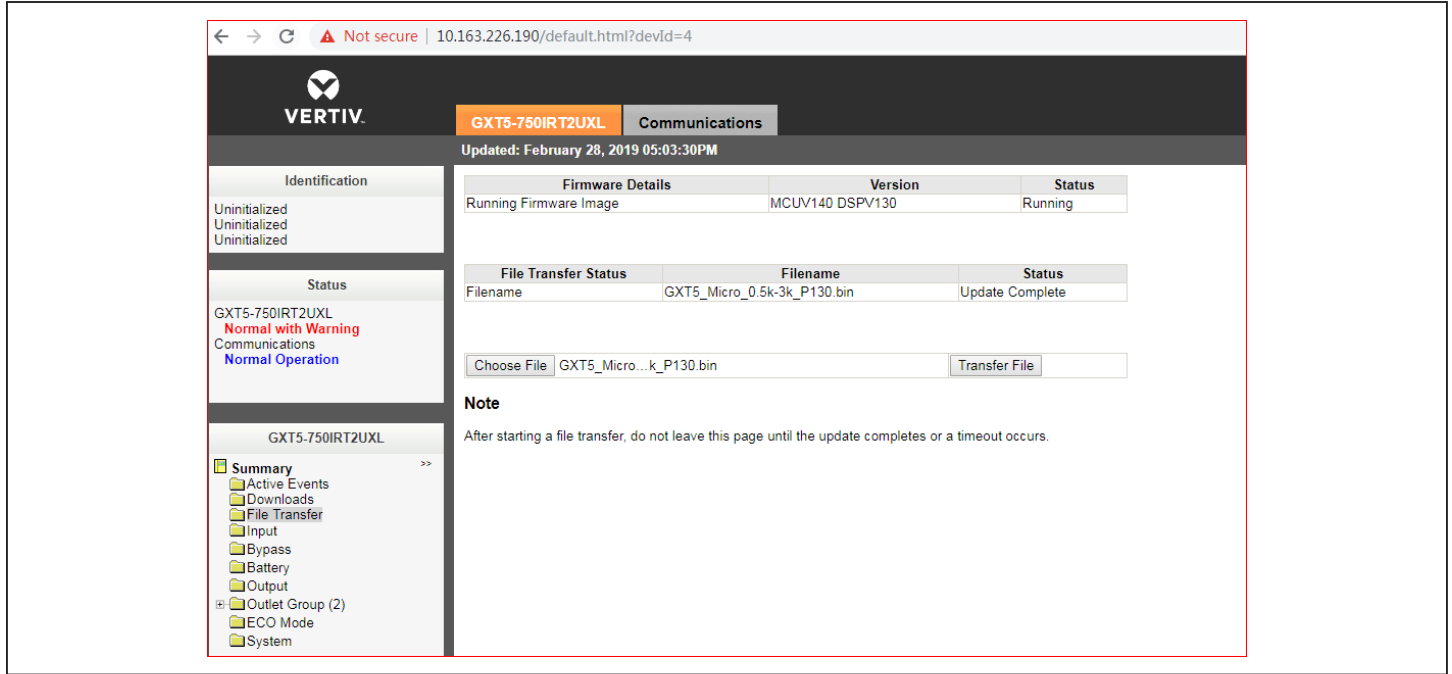 Not secure | 10.163.226.190/default.html?devId=4
VERTIV.
GXT5-750IRT2UXL Communications
Updated: February 28, 2019 05:03:30PM
Identification
Uninitialized
Uninitialized
Uninitialized
Status
GXT5-750IRT2UXL
Normal with Warning
Communications
Normal Operation
GXT5-750IRT2UXL
Summary >>
Active Events
Downloads
File Transfer
Input
Bypass
Battery
Output
Outlet Group (2)
ECO Mode
System
Firmware Details Version Status
Running Firmware Image MCUV140 DSPV130 Running
File Transfer Status Filename Status
Filename GXT5_Micro_0.5k-3k_P130.bin Update Complete
Choose File GXT5_Micro...k_P130.bin Transfer File
Note
After starting a file transfer, do not leave this page until the update completes or a timeout occurs.